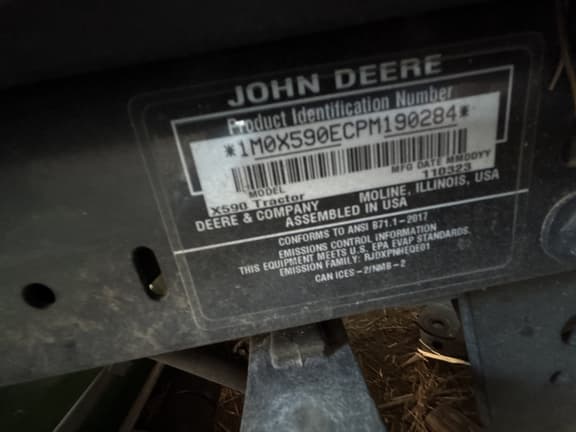 JOHN DEERE
Product Identification Number
*1M0X590ECPM190284*
MODEL MFG DATE MMDDYY
X590 Tractor 110323
DEERE & COMPANY MOLINE, ILLINOIS, USA
ASSEMBLED IN USA
CONFORMS TO ANSI B71.1-2017
EMISSIONS CONTROL INFORMATION
THIS EQUIPMENT MEETS U.S. EPA EVAP STANDARDS.
EMISSION FAMILY: RJDXPNHEQE01
CAN ICES-2/NMB-2